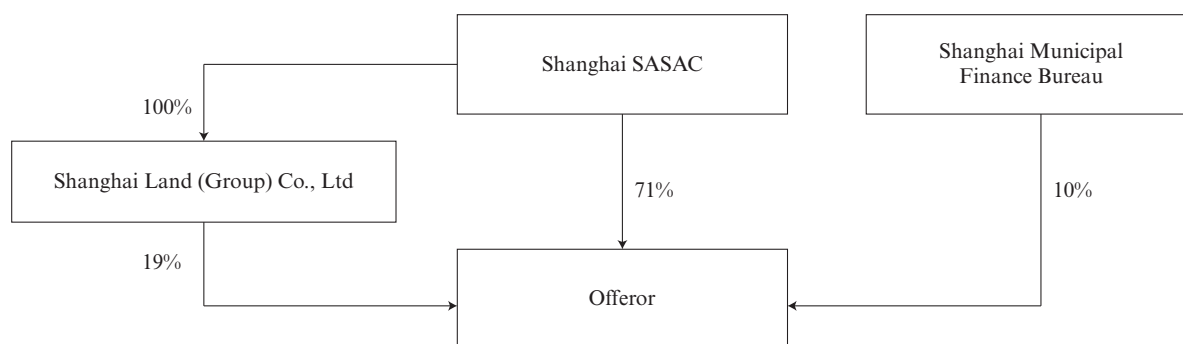 Shanghai SASAC
Shanghai Municipal
Finance Bureau
100%
Shanghai Land (Group) Co., Ltd
71%
10%
19%
Offeror